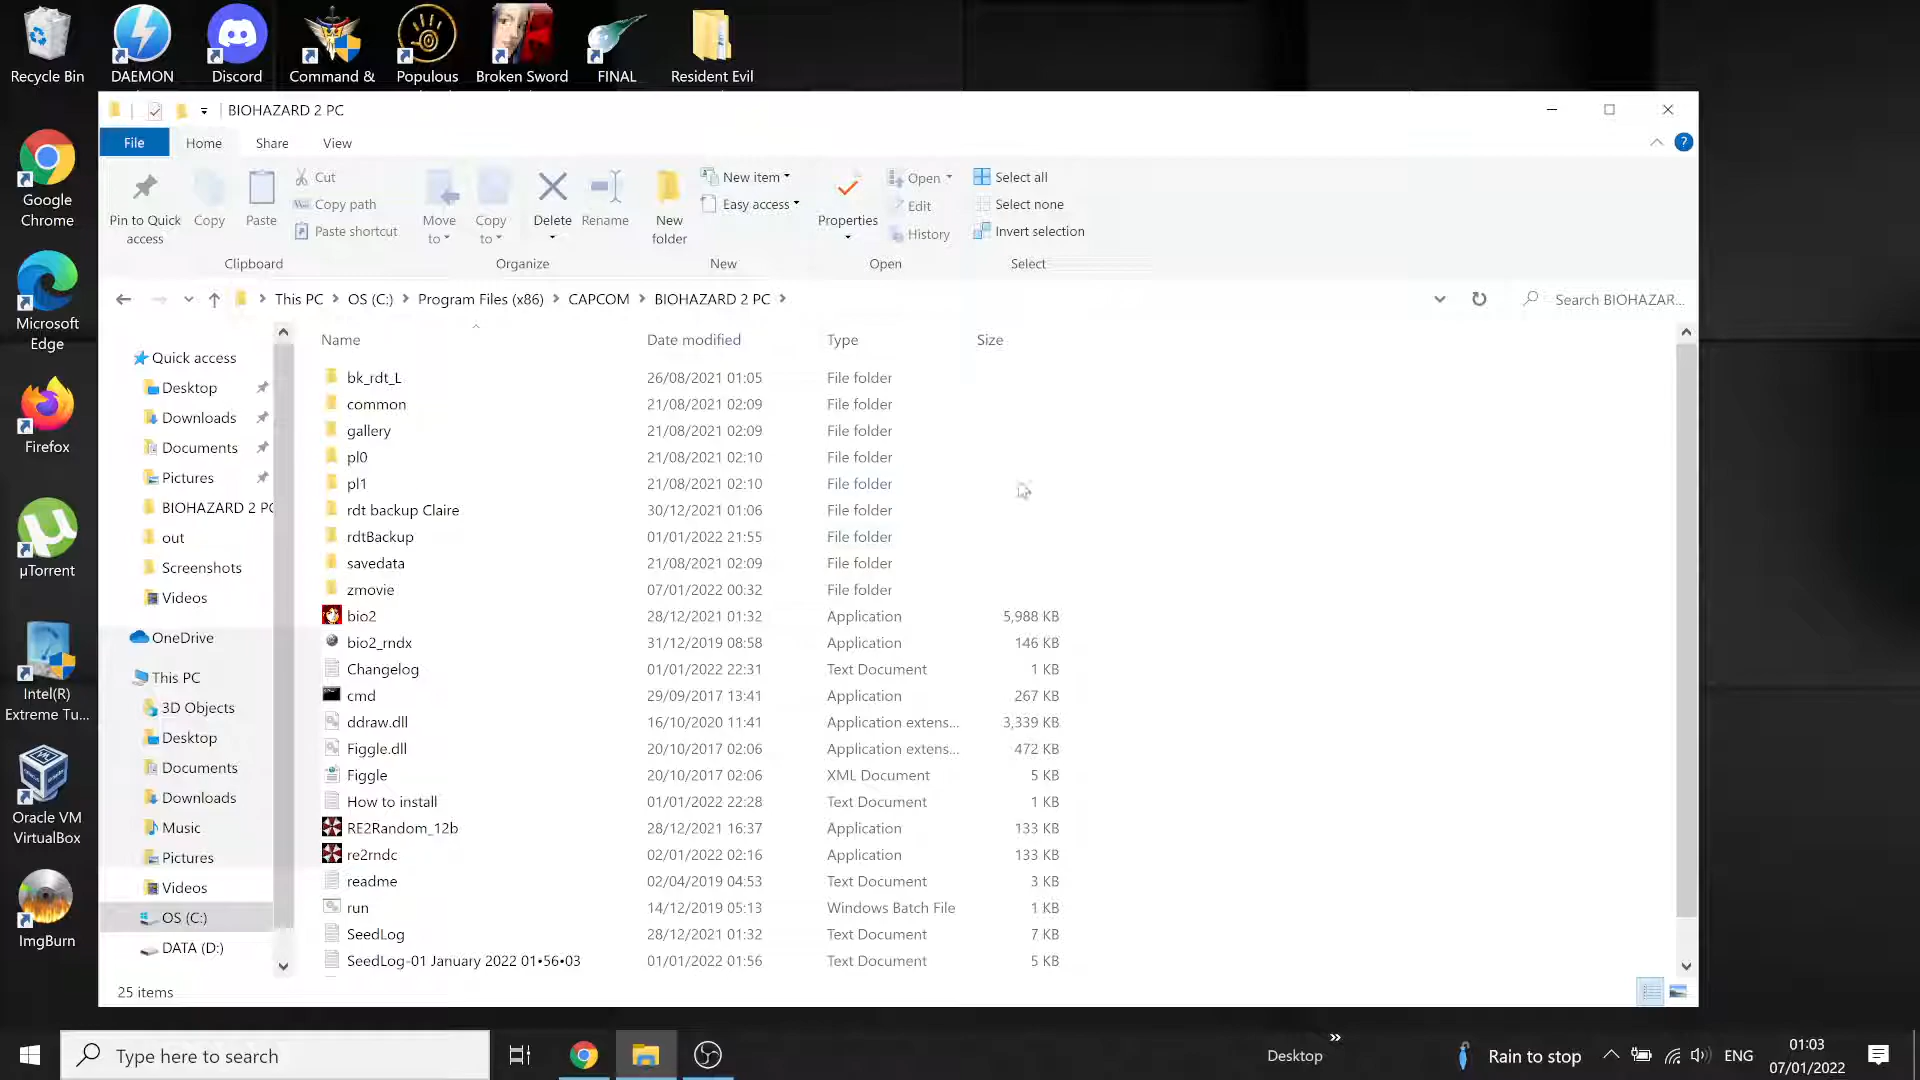 Recycle Bin
DAEMON
Discord
Command &
Populous
Broken Sword
FINAL
Resident Evil
BIOHAZARD 2 PC
File
Home
Share
View
Pin to Quick
access
Copy
Paste
Cut
Copy path
Paste shortcut
Clipboard
Move
to
Copy
to
Delete
Rename
Organize
New
folder
New item
Easy access
New
Properties
Open
Edit
History
Open
Select all
Select none
Invert selection
Select
This PC
OS (C:)
Program Files (x86)
CAPCOM
BIOHAZARD 2 PC
Search BIOHAZAR...
Google
Chrome
Microsoft
Edge
Firefox
µTorrent
Intel(R)
Extreme Tu...
Oracle VM
VirtualBox
ImgBurn
Quick access
Desktop
Downloads
Documents
Pictures
BIOHAZARD 2 PC
out
Screenshots
Videos
OneDrive
This PC
3D Objects
Desktop
Documents
Downloads
Music
Pictures
Videos
OS (C:)
DATA (D:)
Name Date modified Type Size
bk_rdt_L 26/08/2021 01:05 File folder
common 21/08/2021 02:09 File folder
gallery 21/08/2021 02:09 File folder
pl0 21/08/2021 02:10 File folder
pl1 21/08/2021 02:10 File folder
rdt backup Claire 30/12/2021 01:06 File folder
rdtBackup 01/01/2022 21:55 File folder
savedata 21/08/2021 02:09 File folder
zmovie 07/01/2022 00:32 File folder
bio2 28/12/2021 01:32 Application 5,988 KB
bio2_rndx 31/12/2019 08:58 Application 146 KB
Changelog 01/01/2022 22:31 Text Document 1 KB
cmd 29/09/2017 13:41 Application 267 KB
ddraw.dll 16/10/2020 11:41 Application extens... 3,339 KB
Figgle.dll 20/10/2017 02:06 Application extens... 472 KB
Figgle 20/10/2017 02:06 XML Document 5 KB
How to install 01/01/2022 22:28 Text Document 1 KB
RE2Random_12b 28/12/2021 16:37 Application 133 KB
re2rndc 02/01/2022 02:16 Application 133 KB
readme 02/04/2019 04:53 Text Document 3 KB
run 14/12/2019 05:13 Windows Batch File 1 KB
SeedLog 28/12/2021 01:32 Text Document 7 KB
SeedLog-01 January 2022 01•56•03 01/01/2022 01:56 Text Document 5 KB
25 items
Type here to search
Desktop
Rain to stop
ENG
01:03
07/01/2022